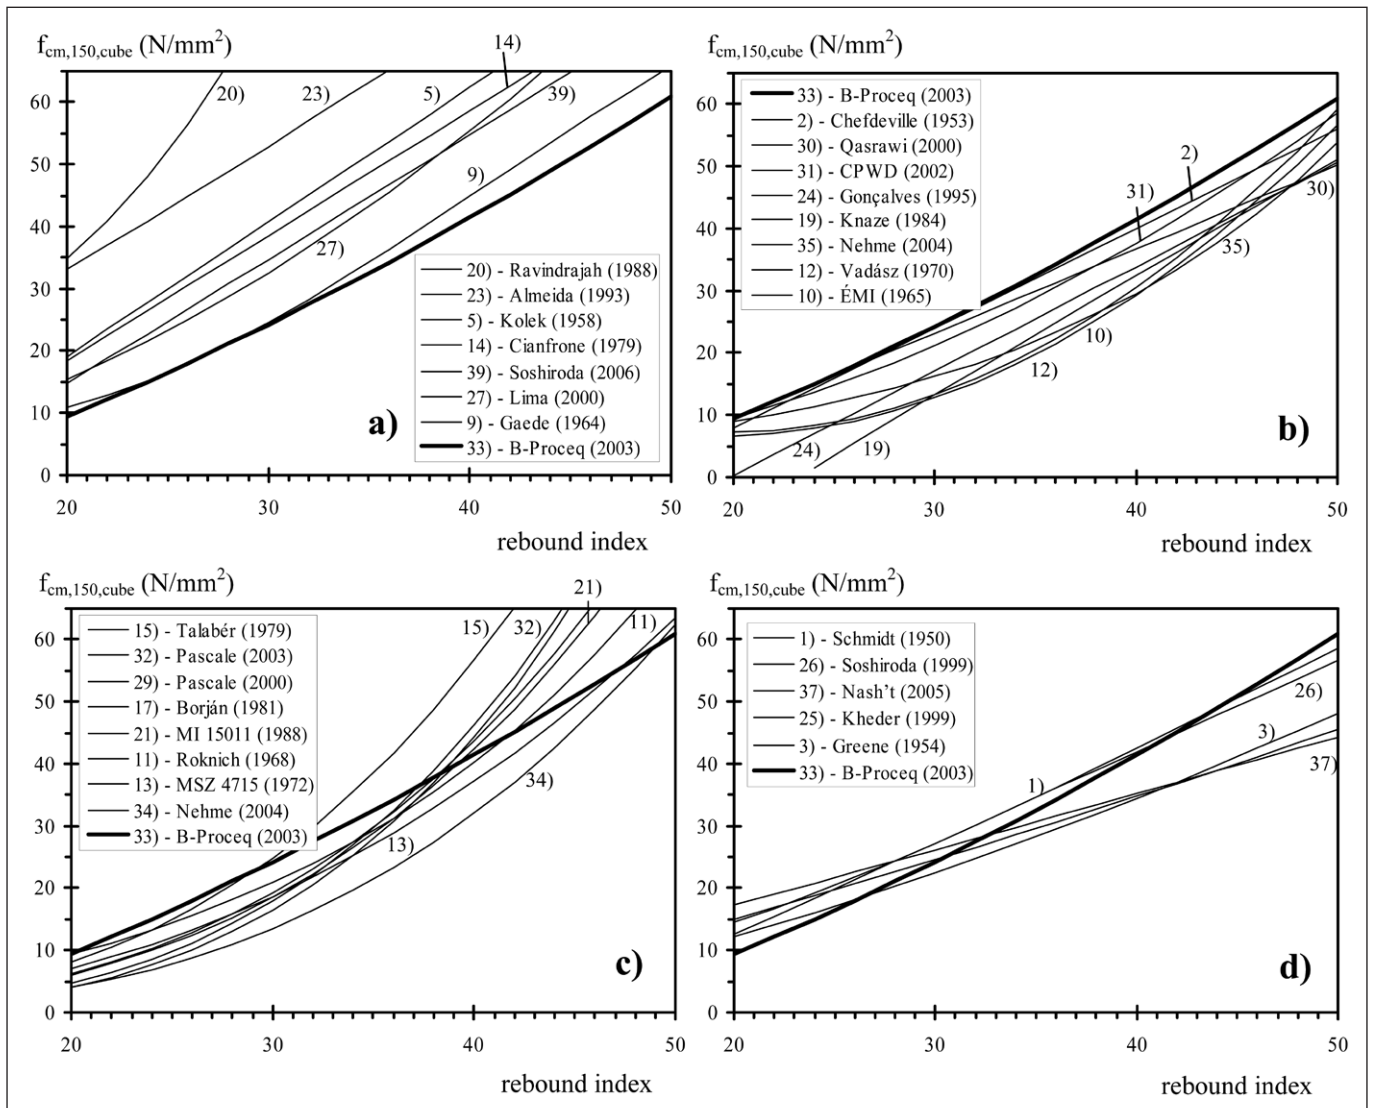 f cm,150,cube (N/mm²)
14)
60
50
40
30
20
10
0
20)
23)
5)
39)
9)
27)
20) - Ravindrajah (1988)
23) - Almeida (1993)
5) - Kolek (1958)
14) - Cianfrone (1979)
39) - Soshiroda (2006)
27) - Lima (2000)
9) - Gaede (1964)
33) - B-Proceq (2003)
a)
20 30 40 50
rebound index
f cm,150,cube (N/mm²)
60
50
40
30
20
10
0
33) - B-Proceq (2003)
2) - Chefdeville (1953)
30) - Qasrawi (2000)
31) - CPWD (2002)
24) - Gonçalves (1995)
19) - Knaze (1984)
35) - Nehme (2004)
12) - Vadász (1970)
10) - ÉMI (1965)
2)
31)
30)
35)
10)
12)
24)
19)
b)
20 30 40 50
rebound index
f cm,150,cube (N/mm²)
21)
60
50
40
30
20
10
0
15) - Talabér (1979)
32) - Pascale (2003)
29) - Pascale (2000)
17) - Borján (1981)
21) - MI 15011 (1988)
11) - Roknich (1968)
13) - MSZ 4715 (1972)
34) - Nehme (2004)
33) - B-Proceq (2003)
15)
32)
11)
34)
13)
c)
20 30 40 50
rebound index
f cm,150,cube (N/mm²)
60
50
40
30
20
10
0
1) - Schmidt (1950)
26) - Soshiroda (1999)
37) - Nash't (2005)
25) - Kheder (1999)
3) - Greene (1954)
33) - B-Proceq (2003)
26)
3)
37)
1)
d)
20 30 40 50
rebound index